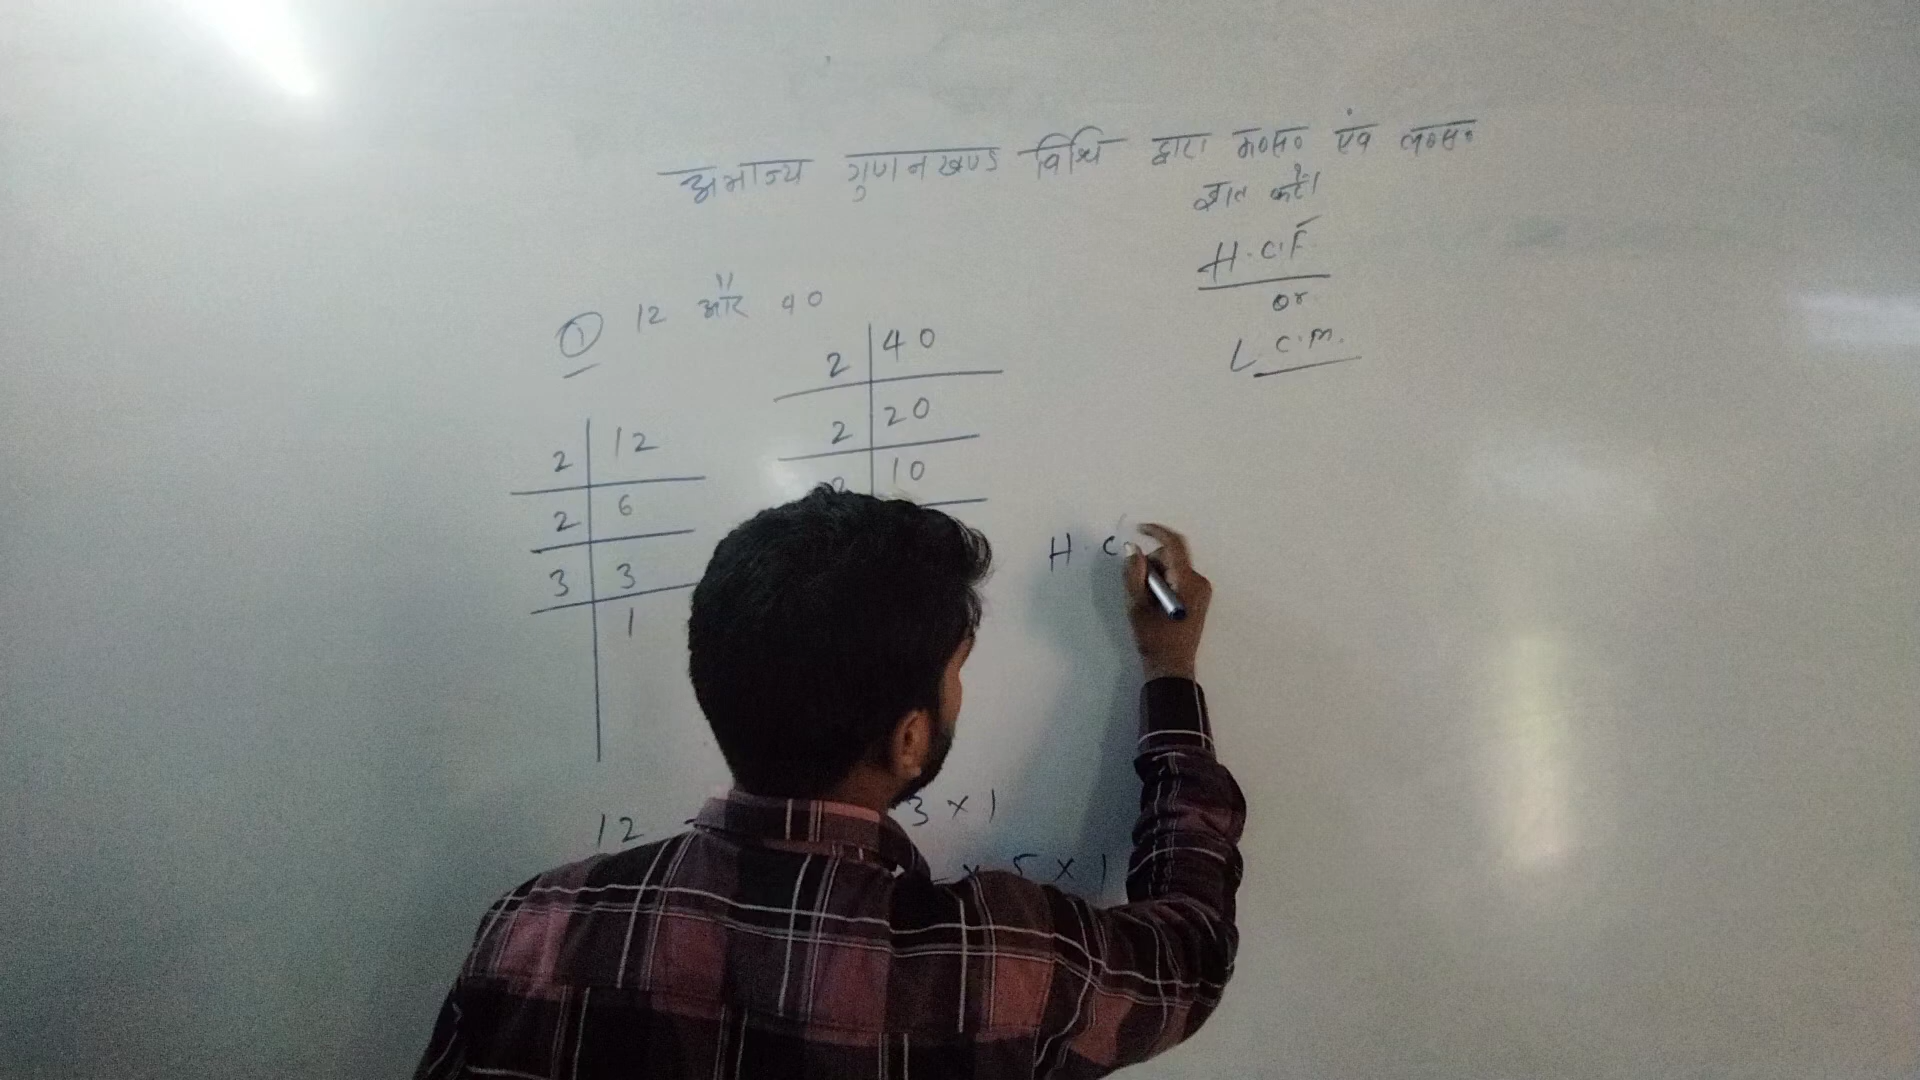 अभाज्य गुणनखण्ड विधि द्वारा म०स० एंव ल०स०
ज्ञात करें।
H.C.F.
or
L C.M.
① 12 और 40
2 | 40
2 | 20
2 | 10
2 | 12
2 | 6
3 | 3
1
H.C
12
3 × 1
× 5 × 1